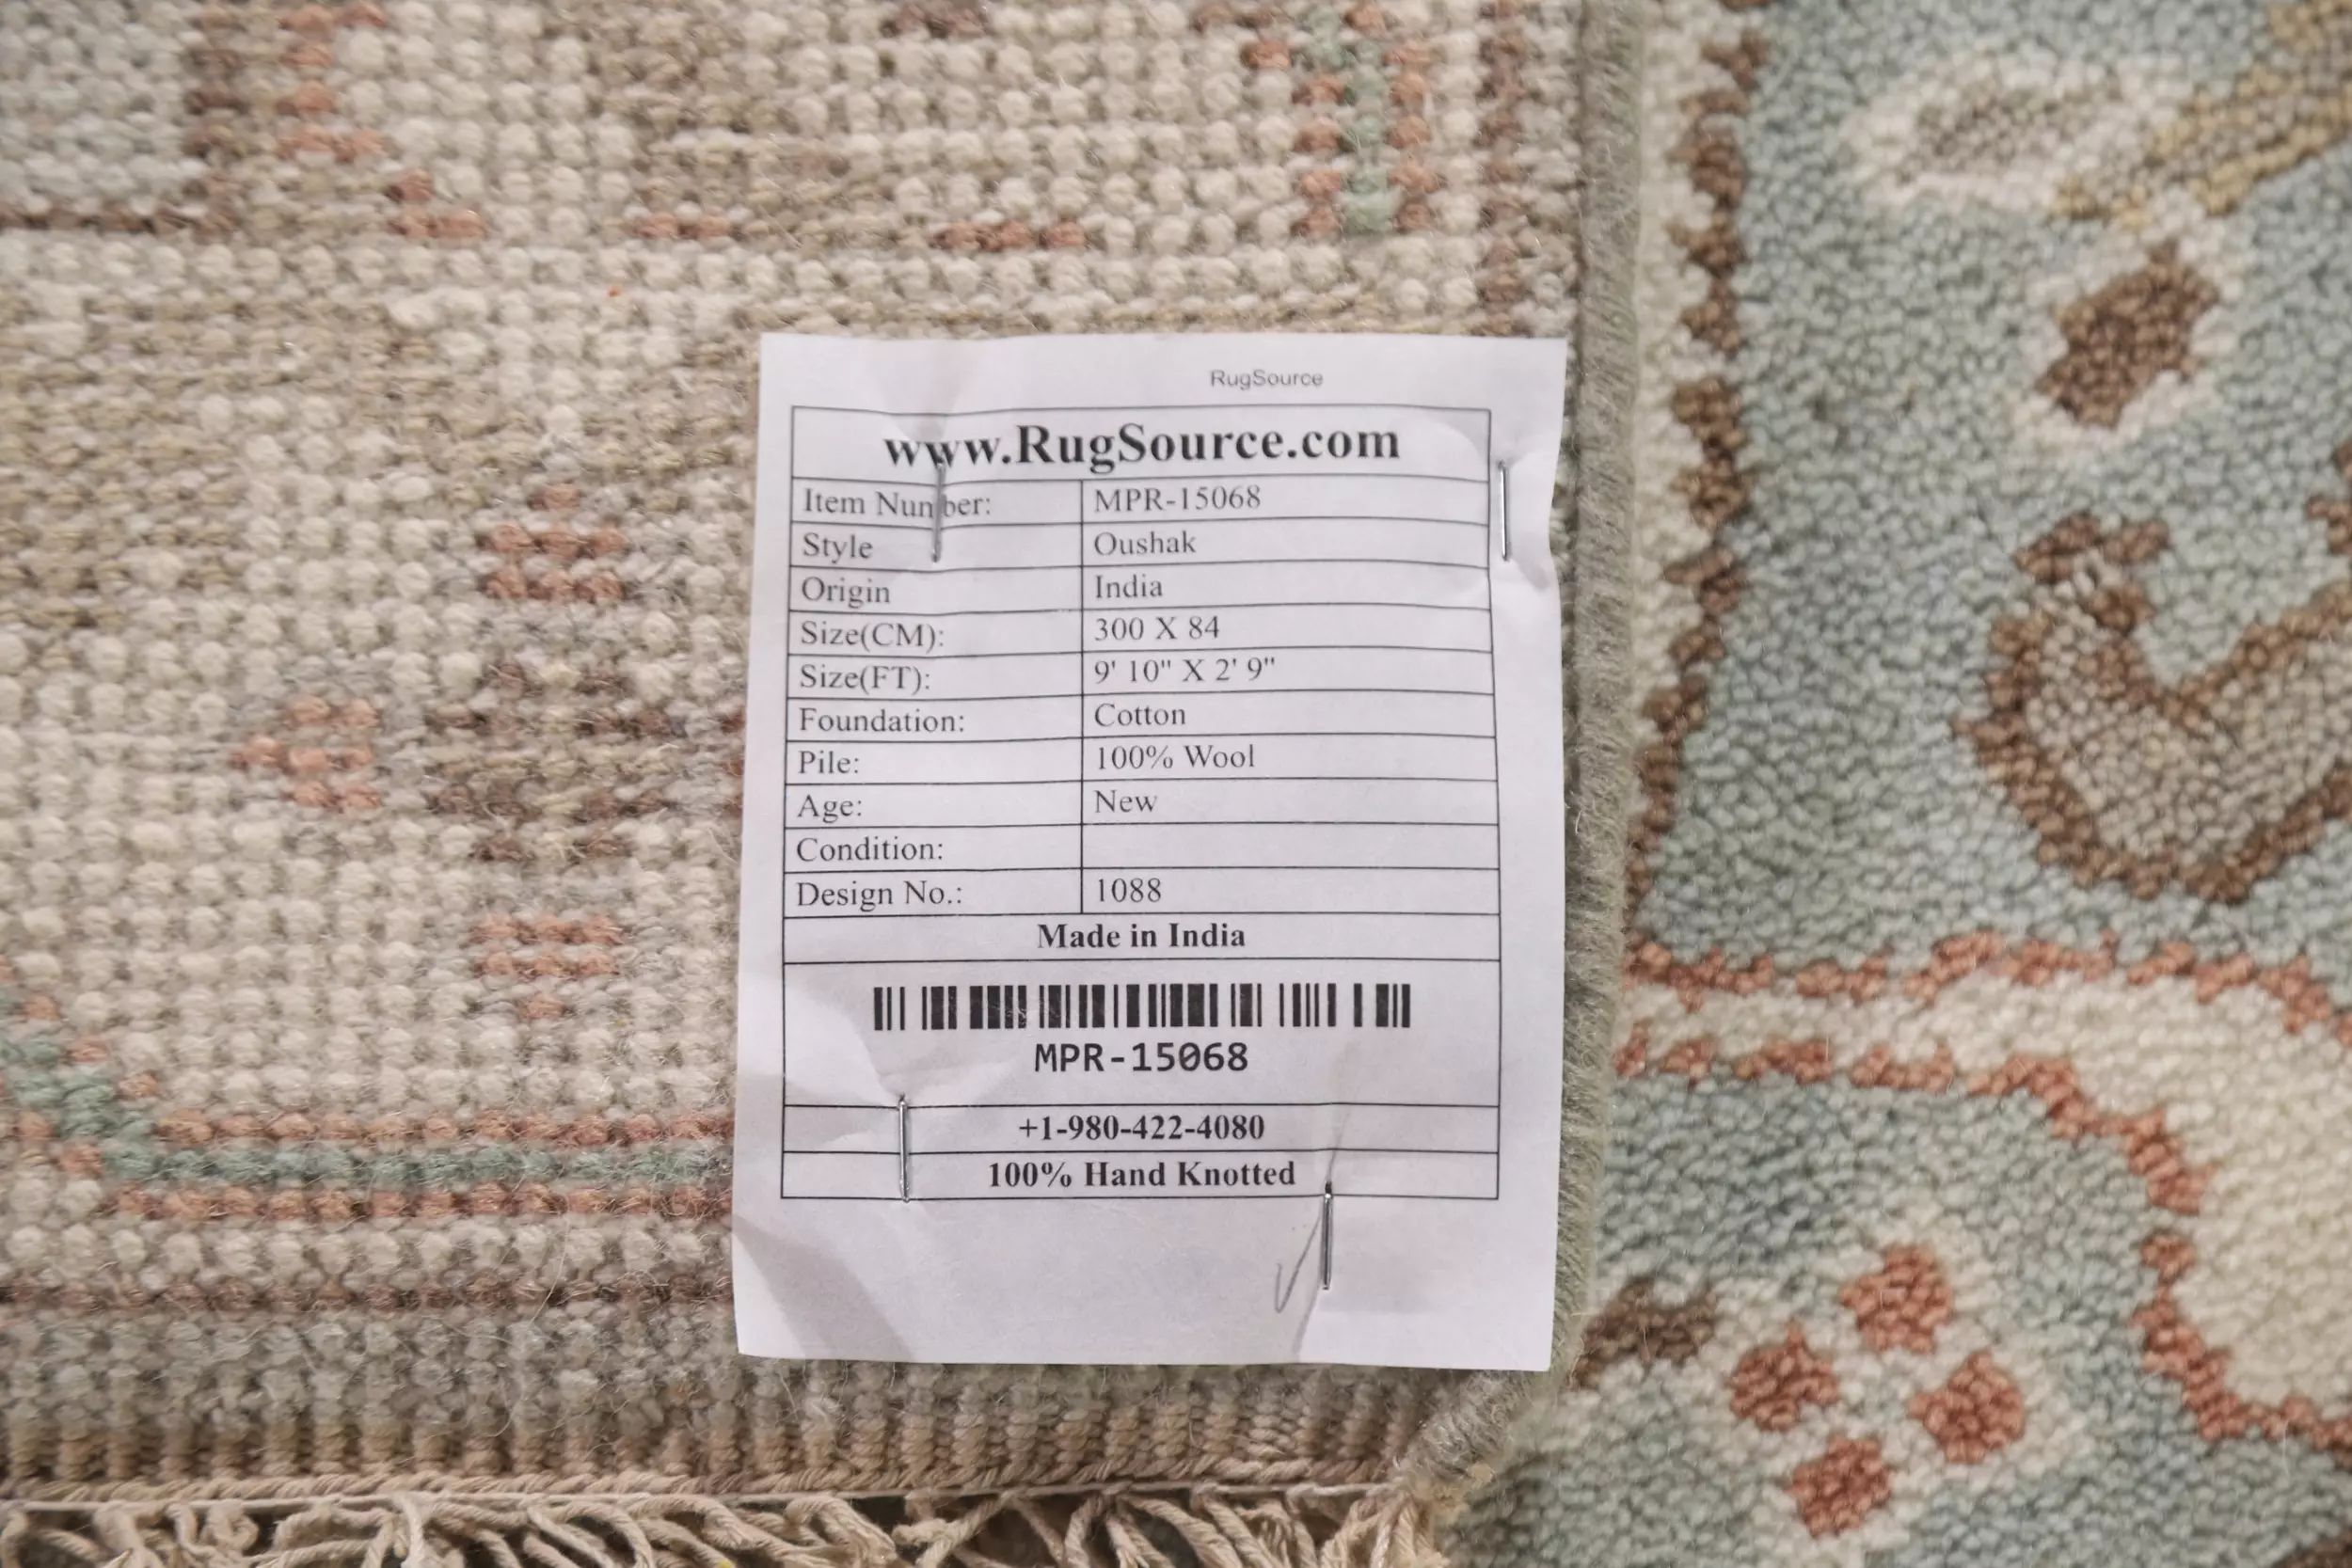 RugSource
www.RugSource.com
Item Number: MPR-15068
Style Oushak
Origin India
Size(CM): 300 X 84
Size(FT): 9' 10" X 2' 9"
Foundation: Cotton
Pile: 100% Wool
Age: New
Condition:
Design No.: 1088
Made in India
MPR-15068
+1-980-422-4080
100% Hand Knotted